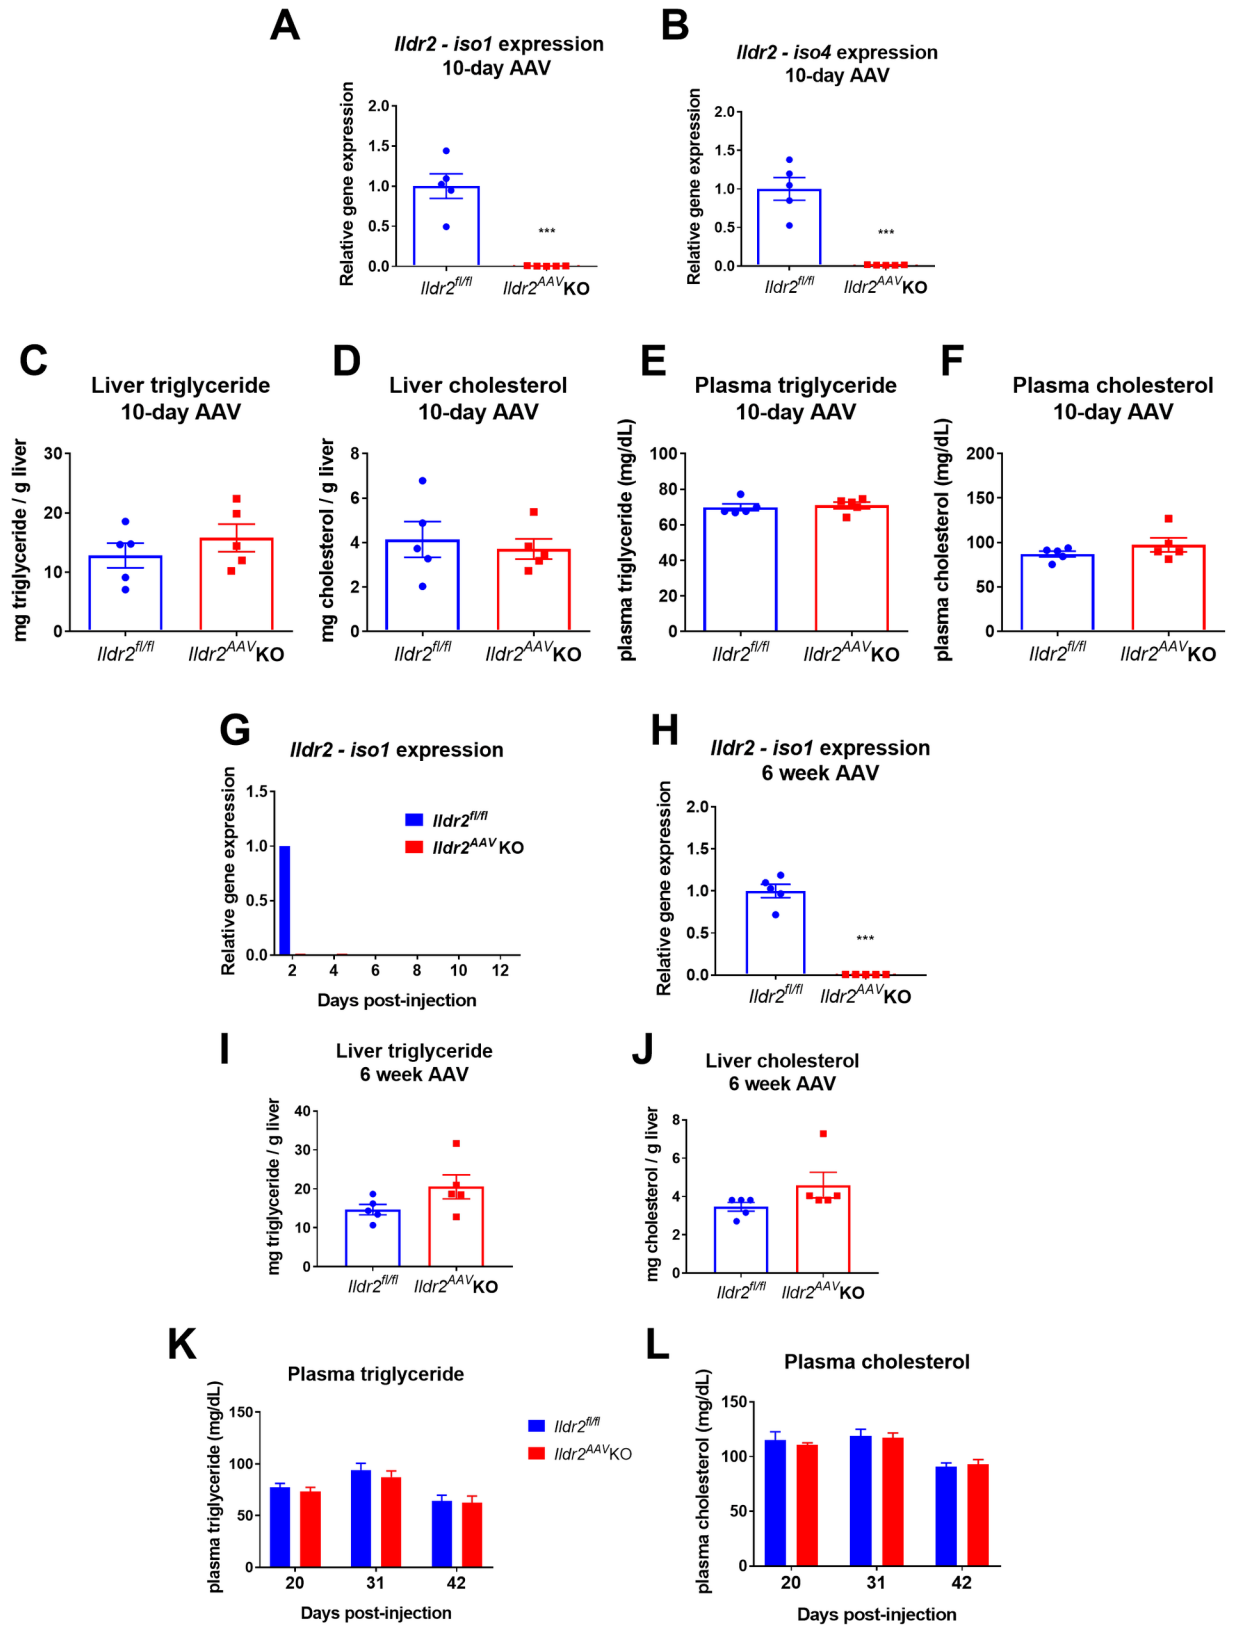 A
Ildr2 - iso1 expression
10-day AAV
Relative gene expression
2.0
1.5
1.0
0.5
0.0
***
Ildr2fl/fl
Ildr2AAVKO
B
Ildr2 - iso4 expression
10-day AAV
Relative gene expression
2.0
1.5
1.0
0.5
0.0
***
Ildr2fl/fl
Ildr2AAVKO
C
Liver triglyceride
10-day AAV
mg triglyceride / g liver
30
20
10
0
Ildr2fl/fl
Ildr2AAVKO
D
Liver cholesterol
10-day AAV
mg cholesterol / g liver
8
6
4
2
0
Ildr2fl/fl
Ildr2AAVKO
E
Plasma triglyceride
10-day AAV
plasma triglyceride (mg/dL)
100
80
60
40
20
0
Ildr2fl/fl
Ildr2AAVKO
F
Plasma cholesterol
10-day AAV
plasma cholesterol (mg/dL)
200
150
100
50
0
Ildr2fl/fl
Ildr2AAVKO
G
Ildr2 - iso1 expression
Relative gene expression
1.5
1.0
0.5
0.0
Ildr2fl/fl
Ildr2AAV KO
2 4 6 8 10 12
Days post-injection
H
Ildr2 - iso1 expression
6 week AAV
Relative gene expression
2.0
1.5
1.0
0.5
0.0
***
Ildr2fl/fl
Ildr2AAVKO
I
Liver triglyceride
6 week AAV
mg triglyceride / g liver
40
30
20
10
0
Ildr2fl/fl
Ildr2AAVKO
J
Liver cholesterol
6 week AAV
mg cholesterol / g liver
8
6
4
2
0
Ildr2fl/fl
Ildr2AAVKO
K
Plasma triglyceride
plasma triglyceride (mg/dL)
150
100
50
0
Ildr2fl/fl
Ildr2AAVKO
20 31 42
Days post-injection
L
Plasma cholesterol
plasma cholesterol (mg/dL)
150
100
50
0
20 31 42
Days post-injection